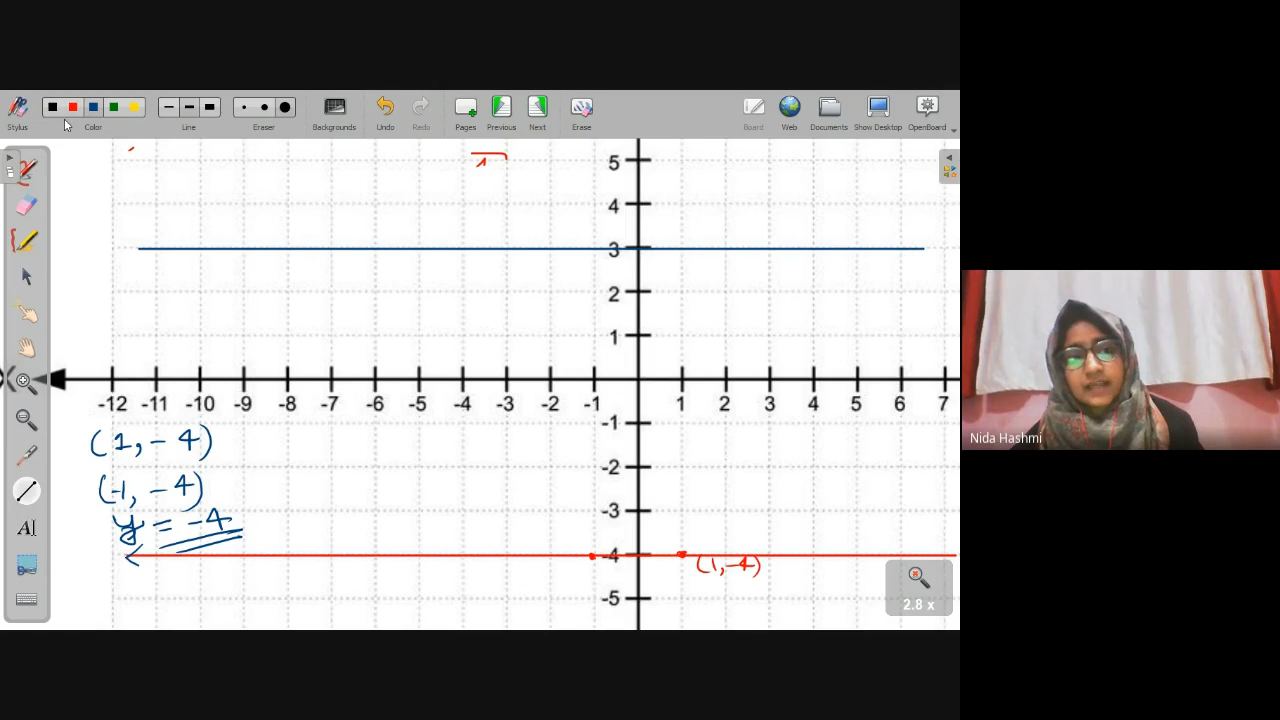 Stylus Color Line Eraser Backgrounds Undo Redo Pages Previous Next Erase Board Web Documents Show Desktop OpenBoard
5
4
3
2
1
-12 -11 -10 -9 -8 -7 -6 -5 -4 -3 -2 -1 1 2 3 4 5 6 7
-1
(1, -4)
-2
(-1, -4)
-3
y = -4
-4
(1, -4)
-5
2.8 x
Nida Hashmi